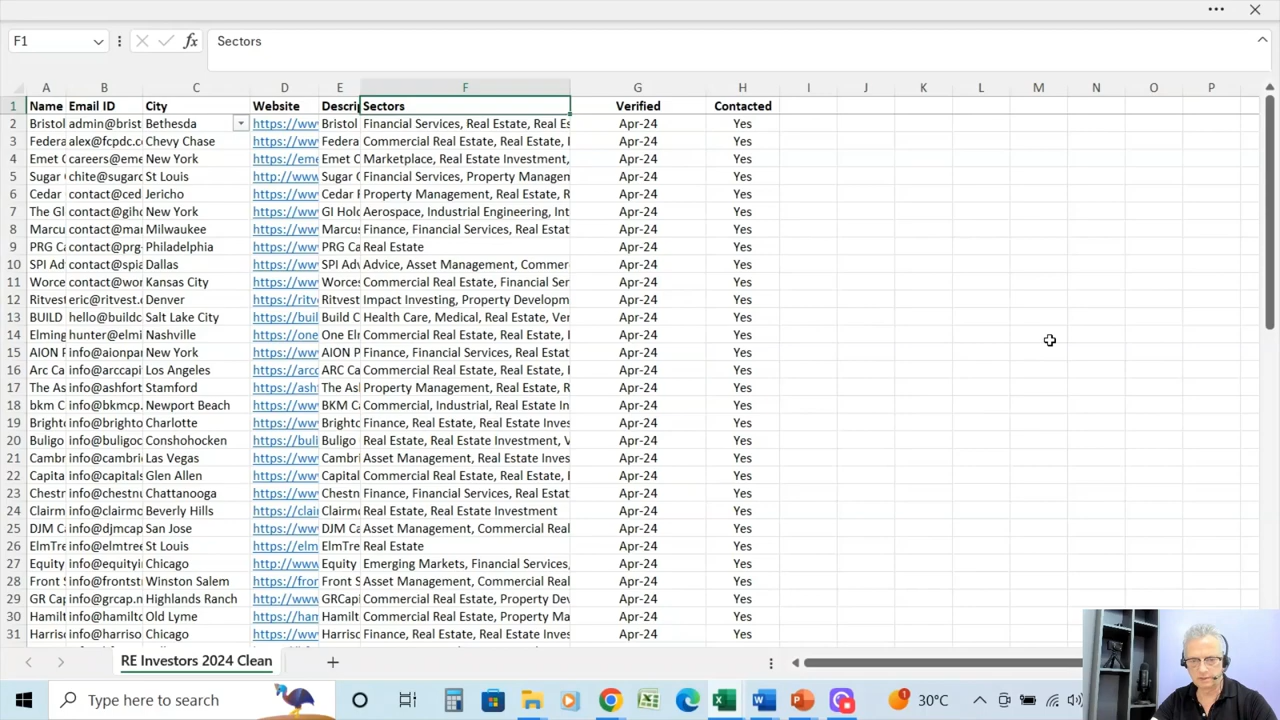 F1 fx Sectors
A B C D E F G H I J K L M N O P
1 Name Email ID City Website Descrip Sectors Verified Contacted
2 Bristol admin@brist Bethesda https://ww Bristol Financial Services, Real Estate, Real Es Apr-24 Yes
3 Federa alex@fcpdc.c Chevy Chase https://ww Federa Commercial Real Estate, Real Estate, Apr-24 Yes
4 Emet C careers@eme New York https://eme Emet C Marketplace, Real Estate Investment, Apr-24 Yes
5 Sugar chite@sugarc St Louis http://www Sugar Financial Services, Property Managem Apr-24 Yes
6 Cedar contact@ced Jericho https://ww Cedar Property Management, Real Estate, R Apr-24 Yes
7 The Gl contact@giho New York https://ww GI Hold Aerospace, Industrial Engineering, Int Apr-24 Yes
8 Marcu contact@mar Milwaukee https://ww Marcus Finance, Financial Services, Real Estat Apr-24 Yes
9 PRG Ca contact@prg- Philadelphia https://ww PRG Ca Real Estate Apr-24 Yes
10 SPI Ad contact@spia Dallas https://ww SPI Adv Advice, Asset Management, Commer Apr-24 Yes
11 Worce contact@wor Kansas City https://ww Worces Commercial Real Estate, Financial Ser Apr-24 Yes
12 Ritvest eric@ritvest.c Denver https://ritv Ritvest Impact Investing, Property Developm Apr-24 Yes
13 BUILD hello@buildc Salt Lake City https://buil Build C Health Care, Medical, Real Estate, Ver Apr-24 Yes
14 Elming hunter@elmi Nashville https://one One El Commercial Real Estate, Real Estate, Apr-24 Yes
15 AION P info@aionpar New York https://ww AION P Finance, Financial Services, Real Estat Apr-24 Yes
16 Arc Ca info@arccapi Los Angeles https://arcc ARC Ca Commercial Real Estate, Real Estate, Apr-24 Yes
17 The As info@ashfort Stamford https://ash The Asl Property Management, Real Estate, R Apr-24 Yes
18 bkm C info@bkmcp. Newport Beach https://ww BKM Ca Commercial, Industrial, Real Estate In Apr-24 Yes
19 Bright info@brighto Charlotte https://ww Bright Finance, Real Estate, Real Estate Inves Apr-24 Yes
20 Buligo info@buligoc Conshohocken https://buli Buligo Real Estate, Real Estate Investment, V Apr-24 Yes
21 Cambr info@cambri Las Vegas https://ww Cambri Asset Management, Real Estate Inves Apr-24 Yes
22 Capita info@capitals Glen Allen https://ww Capital Commercial Real Estate, Real Estate, Apr-24 Yes
23 Chestn info@chestnu Chattanooga https://ww Chestn Finance, Financial Services, Real Estat Apr-24 Yes
24 Clairm info@clairmc Beverly Hills https://clai Clairmo Real Estate, Real Estate Investment Apr-24 Yes
25 DJM Ca info@djmcap San Jose https://ww DJM Ca Asset Management, Commercial Real Apr-24 Yes
26 ElmTre info@elmtree St Louis https://elm ElmTre Real Estate Apr-24 Yes
27 Equity info@equityi Chicago http://www Equity Emerging Markets, Financial Services, Apr-24 Yes
28 Front S info@frontst Winston Salem https://fror Front S Asset Management, Commercial Real Apr-24 Yes
29 GR Cap info@grcap.n Highlands Ranch http://www GRCapi Commercial Real Estate, Property Dev Apr-24 Yes
30 Hamilt info@hamilto Old Lyme https://ham Hamilt Commercial Real Estate, Property Ma Apr-24 Yes
31 Harris info@harriso Chicago https://ww Harriso Finance, Real Estate, Real Estate Inves Apr-24 Yes
RE Investors 2024 Clean
Type here to search 1 30°C